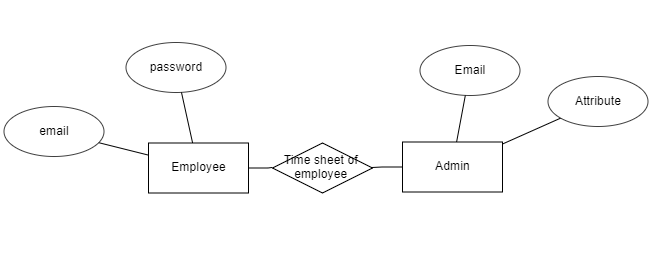 password
Email
Attribute
email
Employee
Time sheet of
employee
Admin